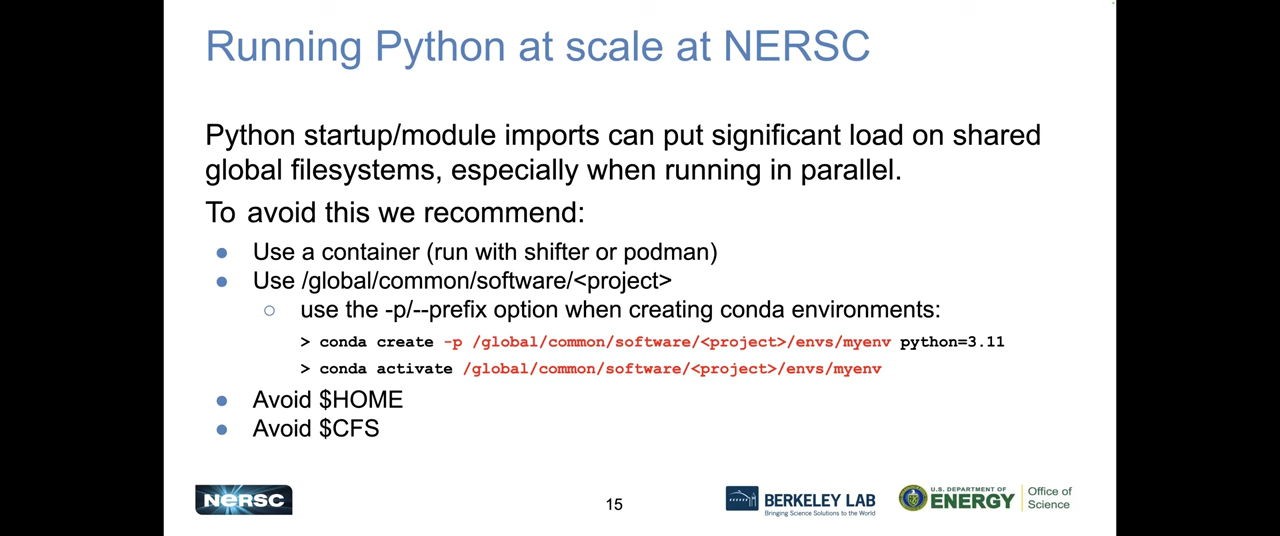 Running Python at scale at NERSC
Python startup/module imports can put significant load on shared
global filesystems, especially when running in parallel.
To avoid this we recommend:
● Use a container (run with shifter or podman)
● Use /global/common/software/<project>
○ use the -p/--prefix option when creating conda environments:
> conda create -p /global/common/software/<project>/envs/myenv python=3.11
> conda activate /global/common/software/<project>/envs/myenv
● Avoid $HOME
● Avoid $CFS
NERSC
15
BERKELEY LAB
Bringing Science Solutions to the World
U.S. DEPARTMENT OF
ENERGY
Office of
Science